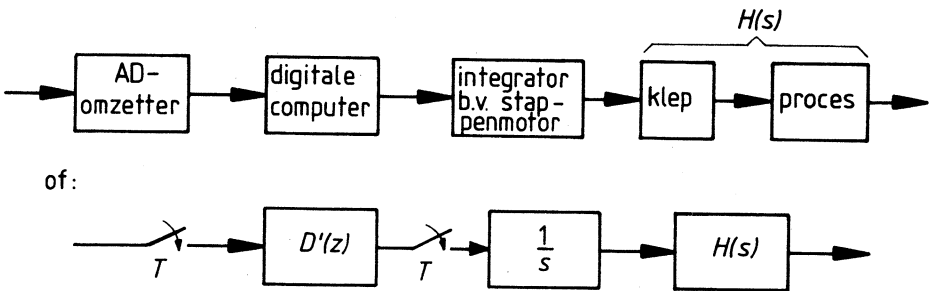 H(s)
AD-
omzetter
digitale
computer
integrator
b.v. stap-
penmotor
klep
proces
of:
T
D'(z)
T
1
s
H(s)